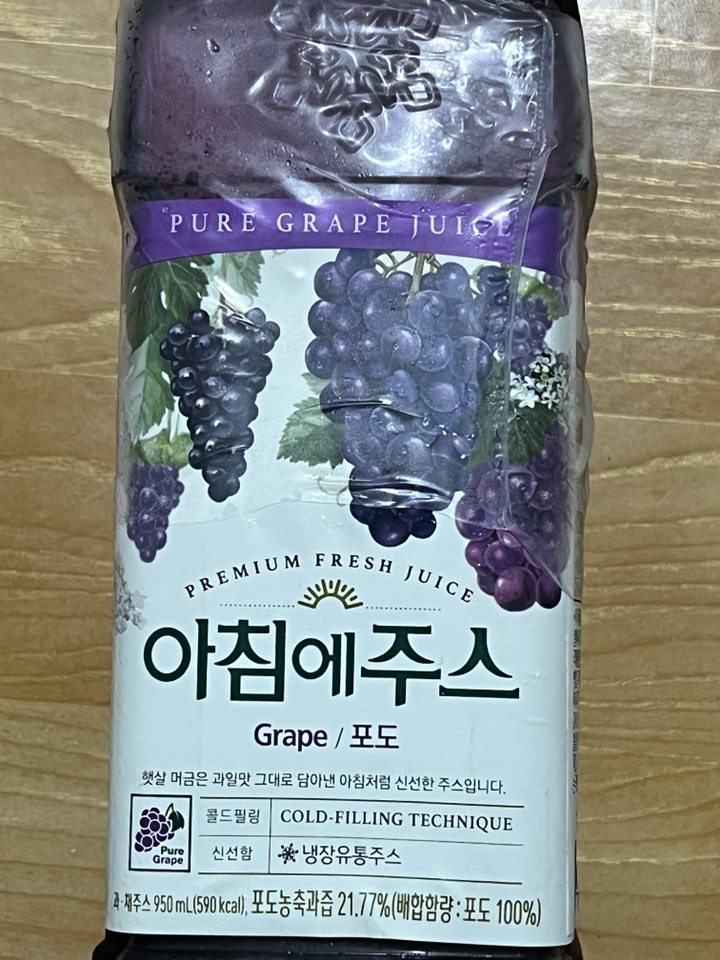 PURE GRAPE JUICE
PREMIUM FRESH JUICE
아침에주스
Grape / 포도
햇살 머금은 과일맛 그대로 담아낸 아침처럼 신선한 주스입니다.
Pure
Grape
콜드필링 COLD-FILLING TECHNIQUE
신선함 냉장유통주스
과·채주스 950 mL(590 kcal), 포도농축과즙 21.77%(배합함량 : 포도 100%)